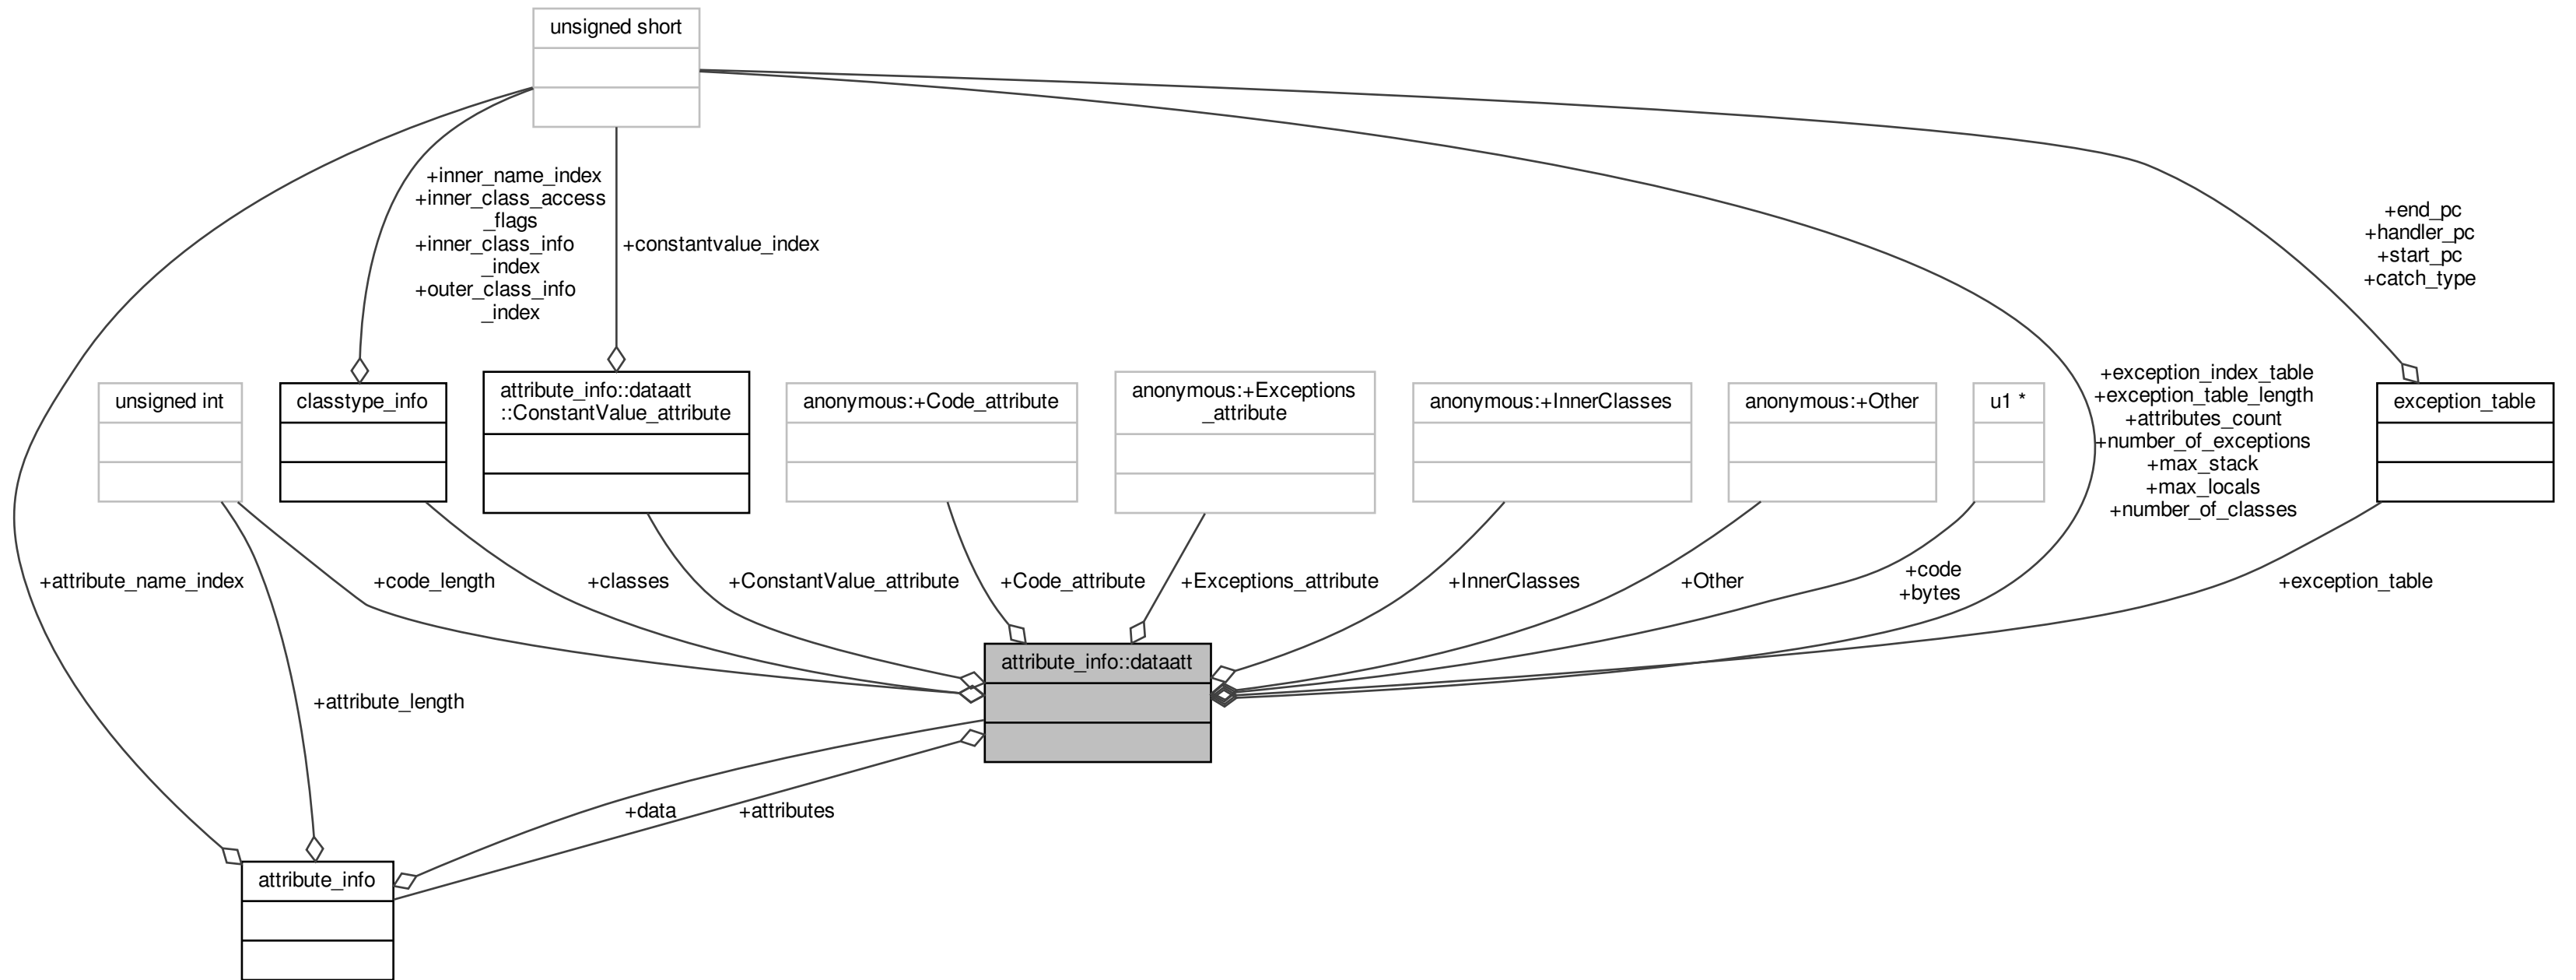 unsigned short
+inner_name_index
+inner_class_access
_flags
+inner_class_info
_index
+outer_class_info
_index
+constantvalue_index
+end_pc
+handler_pc
+start_pc
+catch_type
unsigned int
classtype_info
attribute_info::dataatt
::ConstantValue_attribute
anonymous:+Code_attribute
anonymous:+Exceptions
_attribute
anonymous:+InnerClasses
anonymous:+Other
u1 *
+exception_index_table
+exception_table_length
+attributes_count
+number_of_exceptions
+max_stack
+max_locals
+number_of_classes
exception_table
+attribute_name_index
+code_length
+classes
+ConstantValue_attribute
+Code_attribute
+Exceptions_attribute
+InnerClasses
+Other
+code
+bytes
+exception_table
attribute_info::dataatt
+attribute_length
+data
+attributes
attribute_info